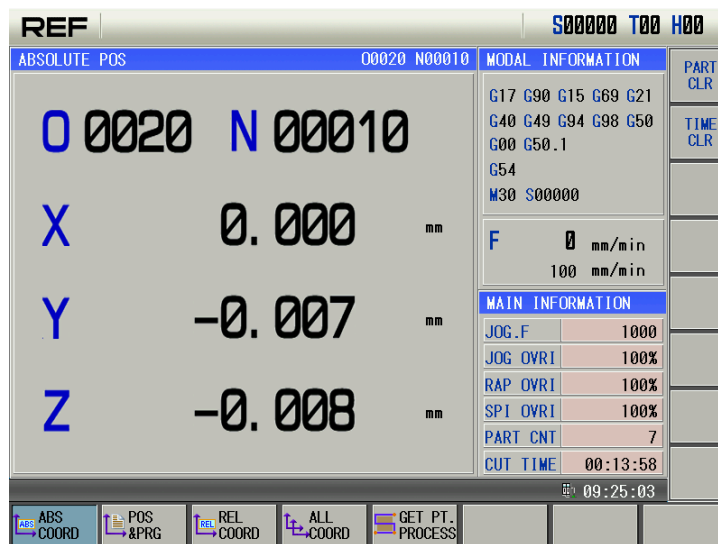 REF
S00000 T00 H00
ABSOLUTE POS O0020 N00010
O 0020 N 00010
X 0.000 mm
Y -0.007 mm
Z -0.008 mm
MODAL INFORMATION
G17 G90 G15 G69 G21
G40 G49 G94 G98 G50
G00 G50.1
G54
M30 S00000
F 0 mm/min
100 mm/min
MAIN INFORMATION
JOG.F 1000
JOG OVRI 100%
RAP OVRI 100%
SPI OVRI 100%
PART CNT 7
CUT TIME 00:13:58
09:25:03
PART
CLR
TIME
CLR
ABS
ABS
COORD
POS
&PRG
REL
REL
COORD
ALL
COORD
GET PT.
PROCESS